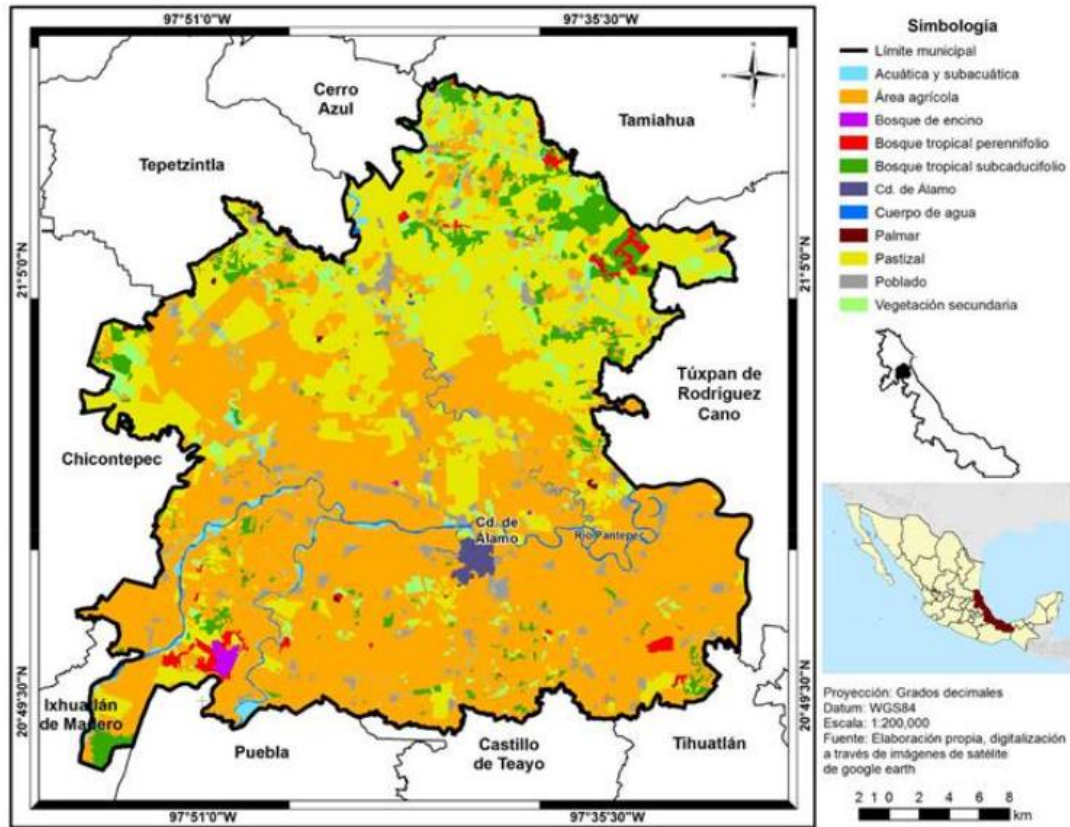 97°51'0"W
97°35'30"W
Simbología
Límite municipal
Acuática y subacuática
Área agrícola
Bosque de encino
Bosque tropical perennifolio
Bosque tropical subcaducifolio
Cd. de Álamo
Cuerpo de agua
Palmar
Pastizal
Poblado
Vegetación secundaria
Cerro
Azul
Tamiahua
Tepetzintla
21°5'0"N
21°5'0"N
Túxpan de
Rodríguez
Cano
Chicontepec
Cd. de
Álamo
Río Pantepec
20°49'30"N
20°49'30"N
Ixhuatlán
de Madero
Puebla
Castillo
de Teayo
Tihuatlán
97°51'0"W
97°35'30"W
Proyección: Grados decimales
Datum: WGS84
Escala: 1:200,000
Fuente: Elaboración propia, digitalización
a través de imágenes de satélite
de google earth
2 1 0 2 4 6 8
km